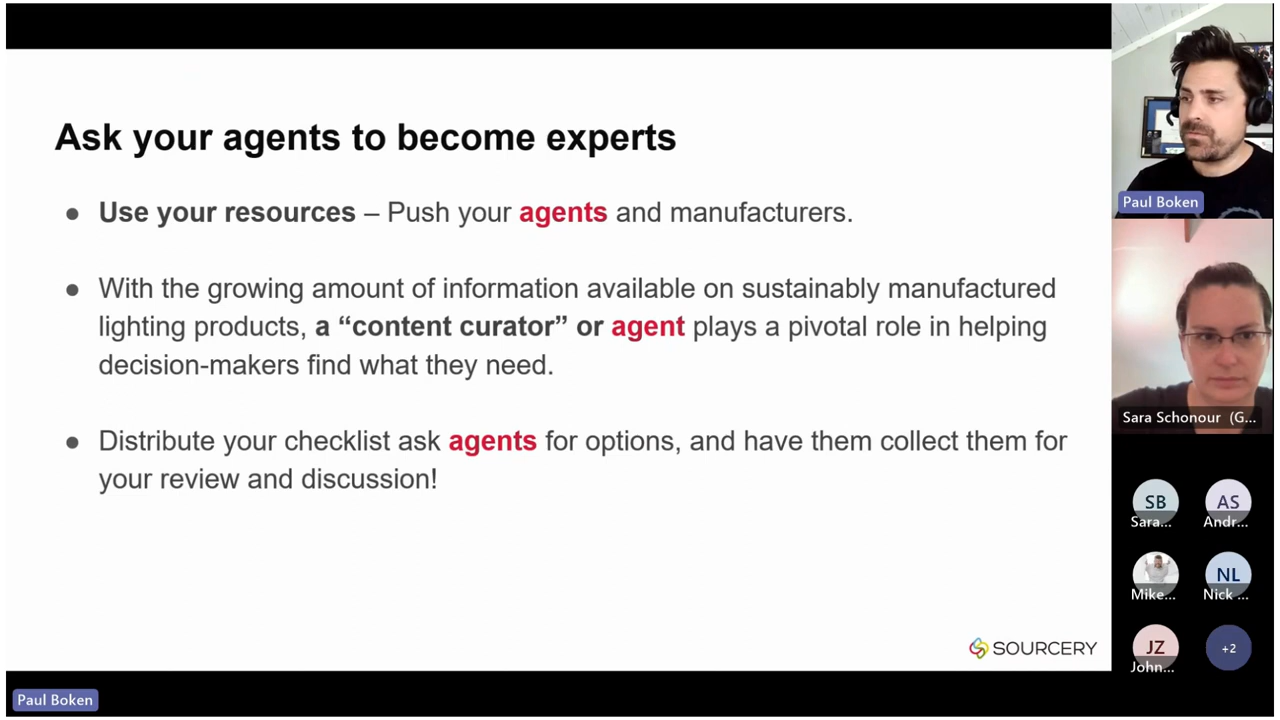 Ask your agents to become experts
● Use your resources – Push your agents and manufacturers.
● With the growing amount of information available on sustainably manufactured
lighting products, a “content curator” or agent plays a pivotal role in helping
decision-makers find what they need.
● Distribute your checklist ask agents for options, and have them collect them for
your review and discussion!
SOURCERY
Paul Boken
Paul Boken
Sara Schonour (G...
SB
Sara...
AS
Andr...
Mike...
NL
Nick ...
JZ
John...
+2